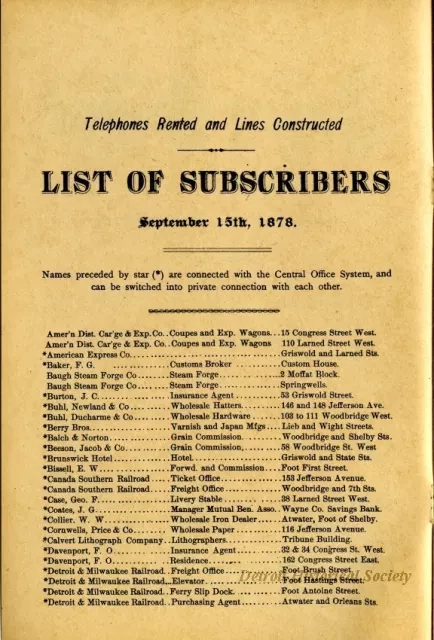 Telephones Rented and Lines Constructed
LIST OF SUBSCRIBERS
September 15th, 1878.
Names preceded by star (*) are connected with the Central Office System, and
can be switched into private connection with each other.
Amer'n Dist. Car'ge & Exp. Co..Coupes and Exp. Wagons...15 Congress Street West.
Amer'n Dist. Car'ge & Exp. Co..Coupes and Exp. Wagons 110 Larned Street West.
*American Express Co......Griswold and Larned Sts.
*Baker, F. G......Customs Broker......Custom House.
Baugh Steam Forge Co......Steam Forge......2 Moffat Block.
Baugh Steam Forge Co......Steam Forge......Springwells.
*Burton, J. C......Insurance Agent......53 Griswold Street.
*Buhl, Newland & Co......Wholesale Hatters......146 and 148 Jefferson Ave.
*Buhl, Ducharme & Co......Wholesale Hardware......103 to 111 Woodbridge West.
*Berry Bros......Varnish and Japan Mfgs....Lieb and Wight Streets.
*Balch & Norton......Grain Commission......Woodbridge and Shelby Sts.
*Beeson, Jacob & Co......Grain Commission,......58 Woodbridge St. West
*Brunswick Hotel......Hotel......Griswold and State Sts.
*Bissell, E. W......Forwd. and Commission....Foot First Street.
*Canada Southern Railroad.....Ticket Office......153 Jefferson Avenue.
*Canada Southern Railroad.....Freight Office......Woodbridge and 7th Sts.
*Case, Geo. F......Livery Stable......38 Larned Street West.
*Coates, J. G......Manager Mutual Ben. Asso..Wayne Co. Savings Bank.
*Collier. W. W......Wholesale Iron Dealer......Atwater, Foot of Shelby.
*Cornwells, Price & Co......Wholesale Paper......116 Jefferson Avenue.
*Calvert Lithograph Company..Lithographers......Tribune Building.
*Davenport, F. O......Insurance Agent......32 & 34 Congress St. West.
*Davenport, F. O......Residence......162 Congress Street East.
*Detroit & Milwaukee Railroad..Freight Office......Foot Brush Street.
*Detroit & Milwaukee Railroad...Elevator......Foot Hastings Street.
*Detroit & Milwaukee Railroad..Ferry Slip Dock......Foot Antoine Street.
*Detroit & Milwaukee Railroad..Purchasing Agent......Atwater and Orleans Sts.
Detroit Historical Society